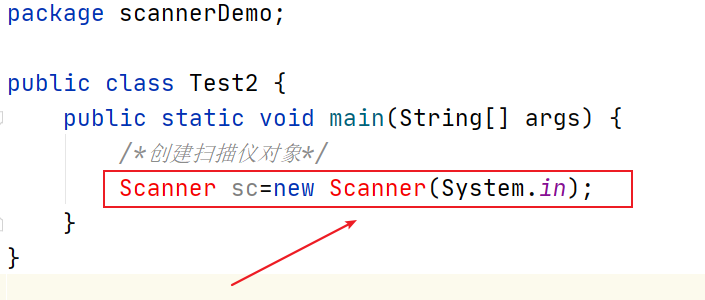 package scannerDemo;
public class Test2 {
public static void main(String[] args) {
/*创建扫描仪对象*/
Scanner sc=new Scanner(System.in);
}
}